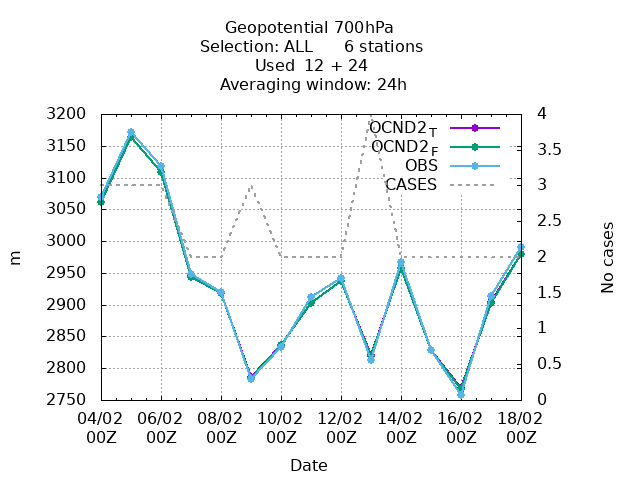 Geopotential 700hPa
Selection: ALL      6 stations
Used  12 + 24
Averaging window: 24h
3200
3150
3100
3050
3000
2950
2900
2850
2800
2750
m
OCND2_T
OCND2_F
OBS
CASES
4
3.5
3
2.5
2
1.5
1
0.5
0
No cases
04/02 06/02 08/02 10/02 12/02 14/02 16/02 18/02
00Z 00Z 00Z 00Z 00Z 00Z 00Z 00Z
Date